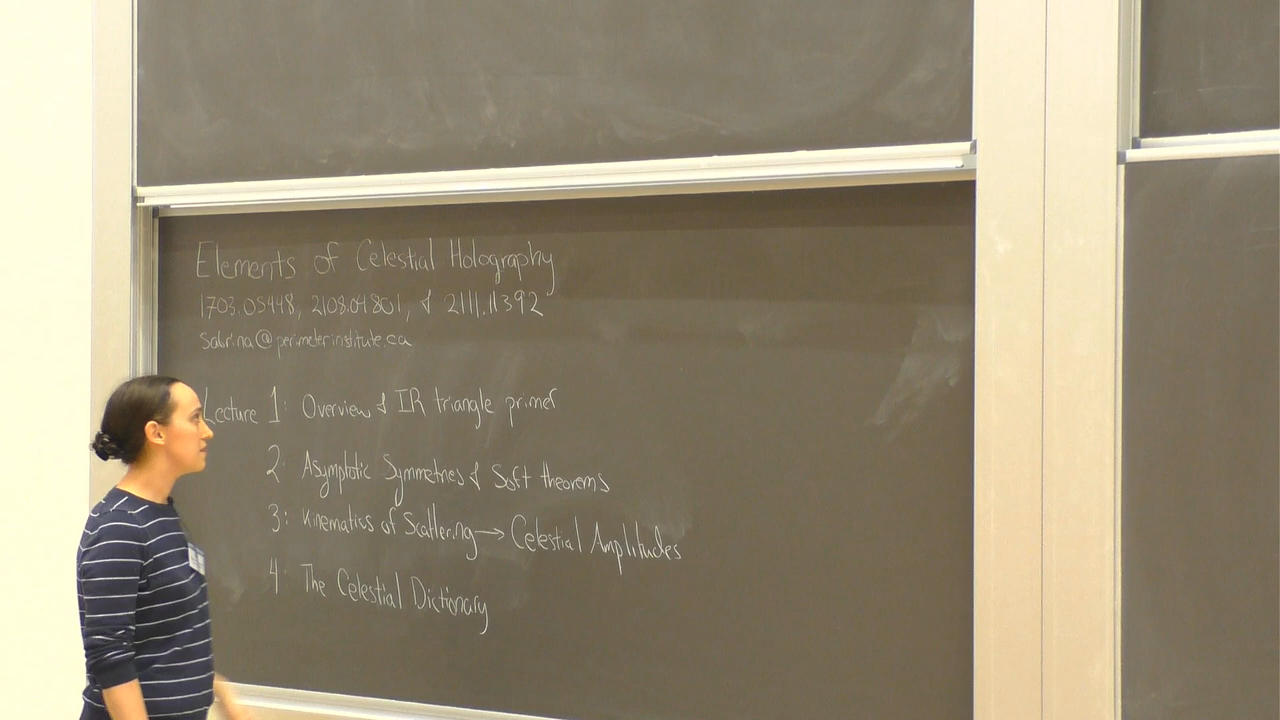 Elements of Celestial Holography
1703.05448, 2108.04801, & 2111.11392
sabrina@perimeterinstitute.ca
Lecture 1: Overview & IR triangle primer
2: Asymptotic Symmetries & Soft theorems
3: Kinematics of Scattering → Celestial Amplitudes
4: The Celestial Dictionary